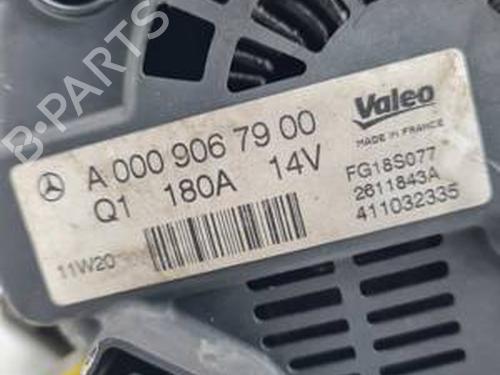 B-PARTS
A 000 906 79 00
Q1 180A 14V
11W20
Valeo
MADE IN FRANCE
FG18S077
2611843A
411032335